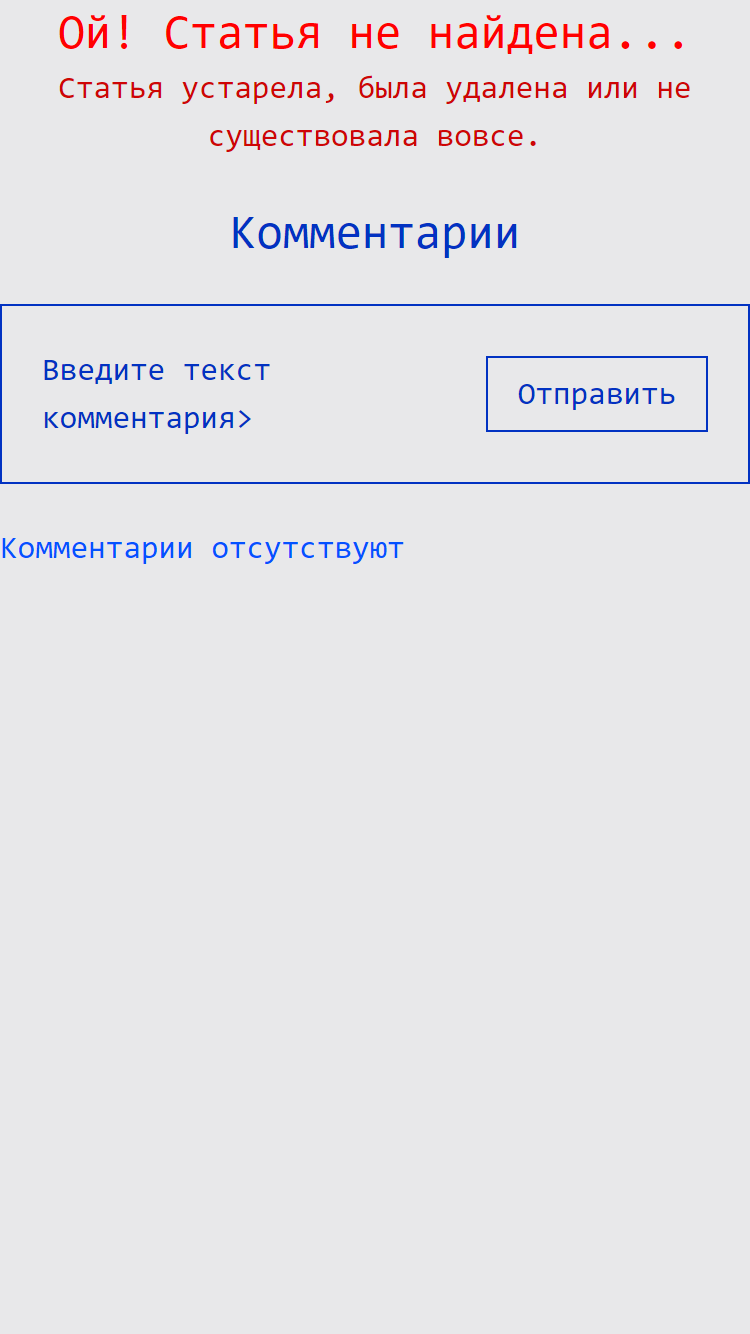 Ой! Статья не найдена...
Статья устарела, была удалена или не
существовала вовсе.
Комментарии
Введите текст
комментария>
Отправить
Комментарии отсутствуют